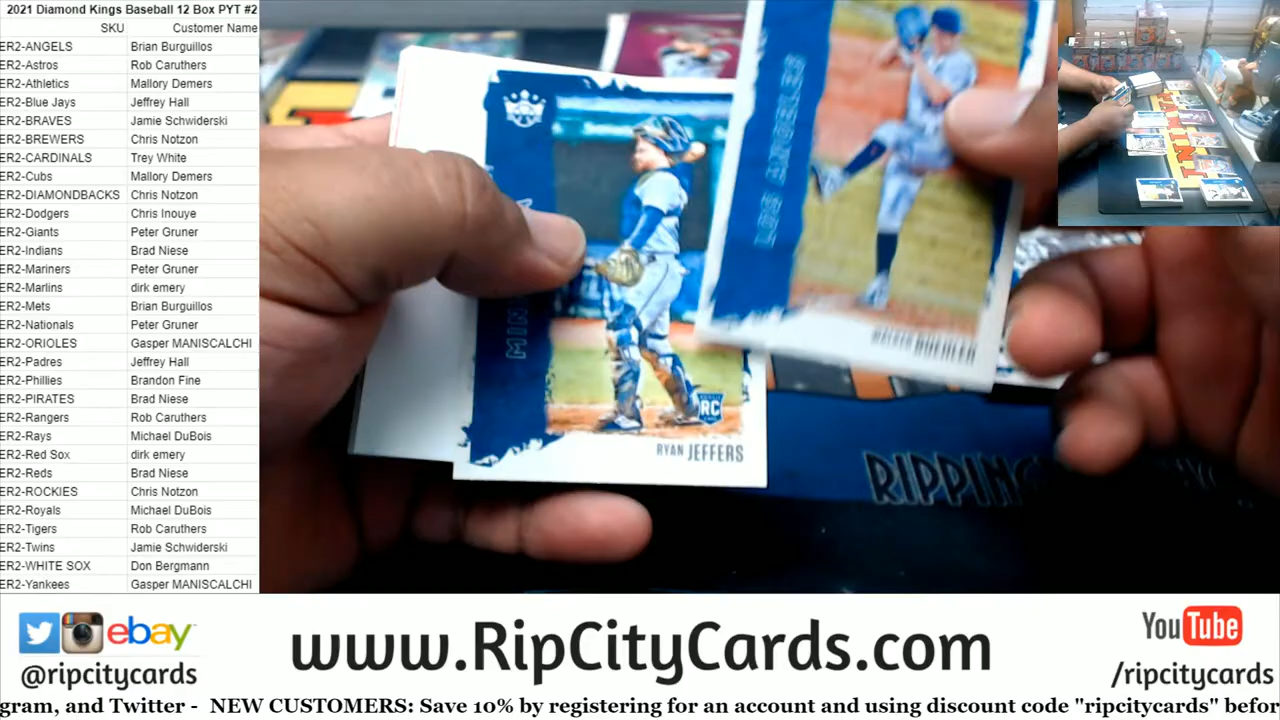 2021 Diamond Kings Baseball 12 Box PYT #2
SKU Customer Name
ER2-ANGELS Brian Burguillos
ER2-Astros Rob Caruthers
ER2-Athletics Mallory Demers
ER2-Blue Jays Jeffrey Hall
ER2-BRAVES Jamie Schwiderski
ER2-BREWERS Chris Notzon
ER2-CARDINALS Trey White
ER2-Cubs Mallory Demers
ER2-DIAMONDBACKS Chris Notzon
ER2-Dodgers Chris Inouye
ER2-Giants Peter Gruner
ER2-Indians Brad Niese
ER2-Mariners Peter Gruner
ER2-Marlins dirk emery
ER2-Mets Brian Burguillos
ER2-Nationals Peter Gruner
ER2-ORIOLES Gasper MANISCALCHI
ER2-Padres Jeffrey Hall
ER2-Phillies Brandon Fine
ER2-PIRATES Brad Niese
ER2-Rangers Rob Caruthers
ER2-Rays Michael DuBois
ER2-Red Sox dirk emery
ER2-Reds Brad Niese
ER2-ROCKIES Chris Notzon
ER2-Royals Michael DuBois
ER2-Tigers Rob Caruthers
ER2-Twins Jamie Schwiderski
ER2-WHITE SOX Don Bergmann
ER2-Yankees Gasper MANISCALCHI
LOS ANGELES
WALKER BUEHLER
MIN
RC
RYAN JEFFERS
RIPPING
PANINI
ebay
@ripcitycards
www.RipCityCards.com
YouTube
/ripcitycards
gram, and Twitter - NEW CUSTOMERS: Save 10% by registering for an account and using discount code "ripcitycards" befor